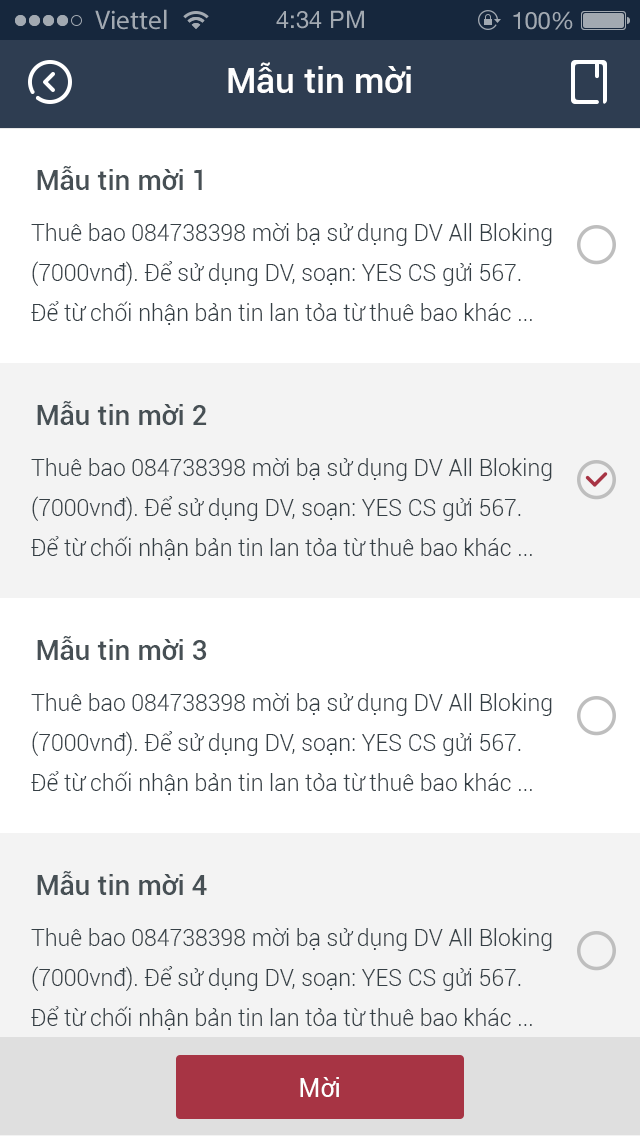 Viettel 4:34 PM 100%
Mẫu tin mời
Mẫu tin mời 1
Thuê bao 084738398 mời bạ sử dụng DV All Bloking
(7000vnđ). Để sử dụng DV, soạn: YES CS gửi 567.
Để từ chối nhận bản tin lan tỏa từ thuê bao khác ...
Mẫu tin mời 2
Thuê bao 084738398 mời bạ sử dụng DV All Bloking
(7000vnđ). Để sử dụng DV, soạn: YES CS gửi 567.
Để từ chối nhận bản tin lan tỏa từ thuê bao khác ...
Mẫu tin mời 3
Thuê bao 084738398 mời bạ sử dụng DV All Bloking
(7000vnđ). Để sử dụng DV, soạn: YES CS gửi 567.
Để từ chối nhận bản tin lan tỏa từ thuê bao khác ...
Mẫu tin mời 4
Thuê bao 084738398 mời bạ sử dụng DV All Bloking
(7000vnđ). Để sử dụng DV, soạn: YES CS gửi 567.
Để từ chối nhận bản tin lan tỏa từ thuê bao khác ...
Mời